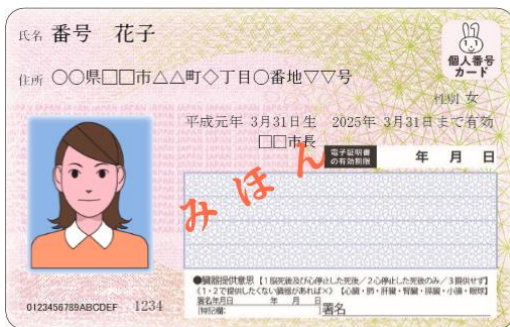 氏名 番号 花子
個人番号
カード
住所 〇〇県□□市△△町◇丁目〇番地▽▽号
性別 女
平成元年 3月31日生 2025年 3月31日まで有効
□□市長
電子証明書
の有効期限
年 月 日
みほん
●臓器提供意思【1 脳死後及び心停止した死後／2 心停止した死後のみ／3 提供せず】
《1・2で提供したくない臓器があれば×》【心臓・肺・肝臓・腎臓・膵臓・小腸・眼球】
署名年月日 年 月 日
[特記欄: ] 署名
0123456789ABCDEF 1234